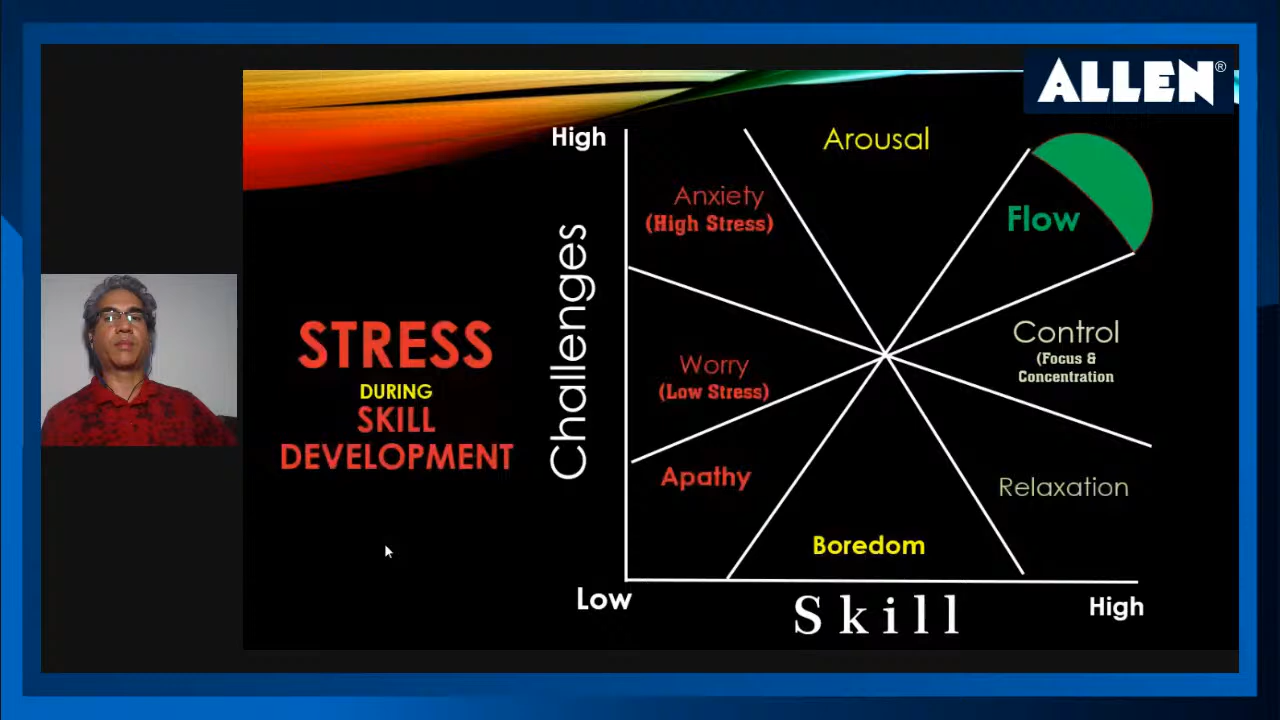 ALLEN®
High
Arousal
Anxiety
(High Stress)
Flow
Challenges
STRESS
DURING
SKILL
DEVELOPMENT
Control
(Focus &
Concentration
Worry
(Low Stress)
Apathy
Relaxation
Boredom
Low
Skill
High